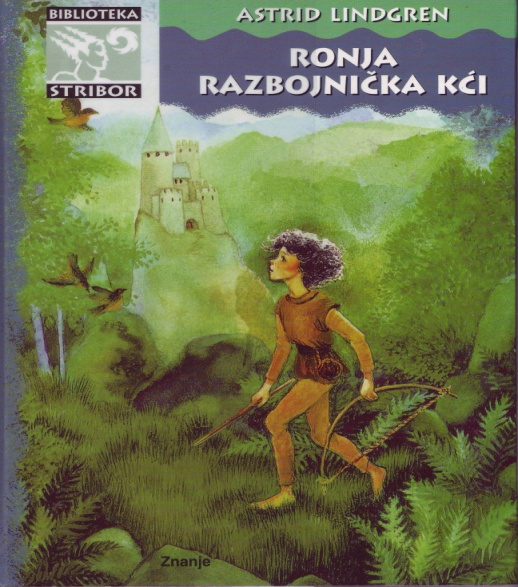 BIBLIOTEKA
STRIBOR
ASTRID LINDGREN
RONJA
RAZBOJNIČKA KĆI
Znanje